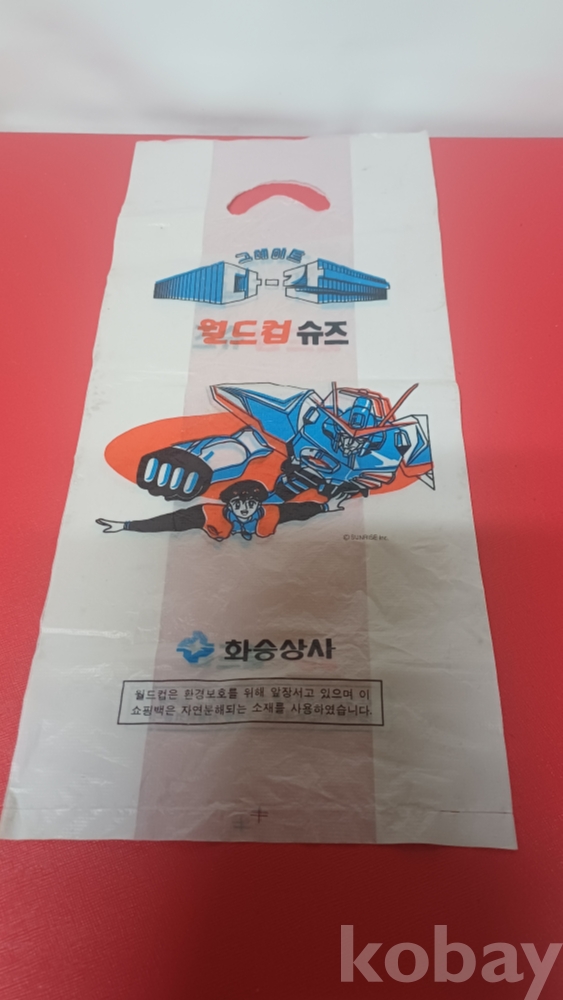 그레이트
다-간
월드컵 슈즈
© SUNRISE Inc.
화승상사
월드컵은 환경보호를 위해 앞장서고 있으며 이
쇼핑백은 자연분해되는 소재를 사용하였습니다.
kobay